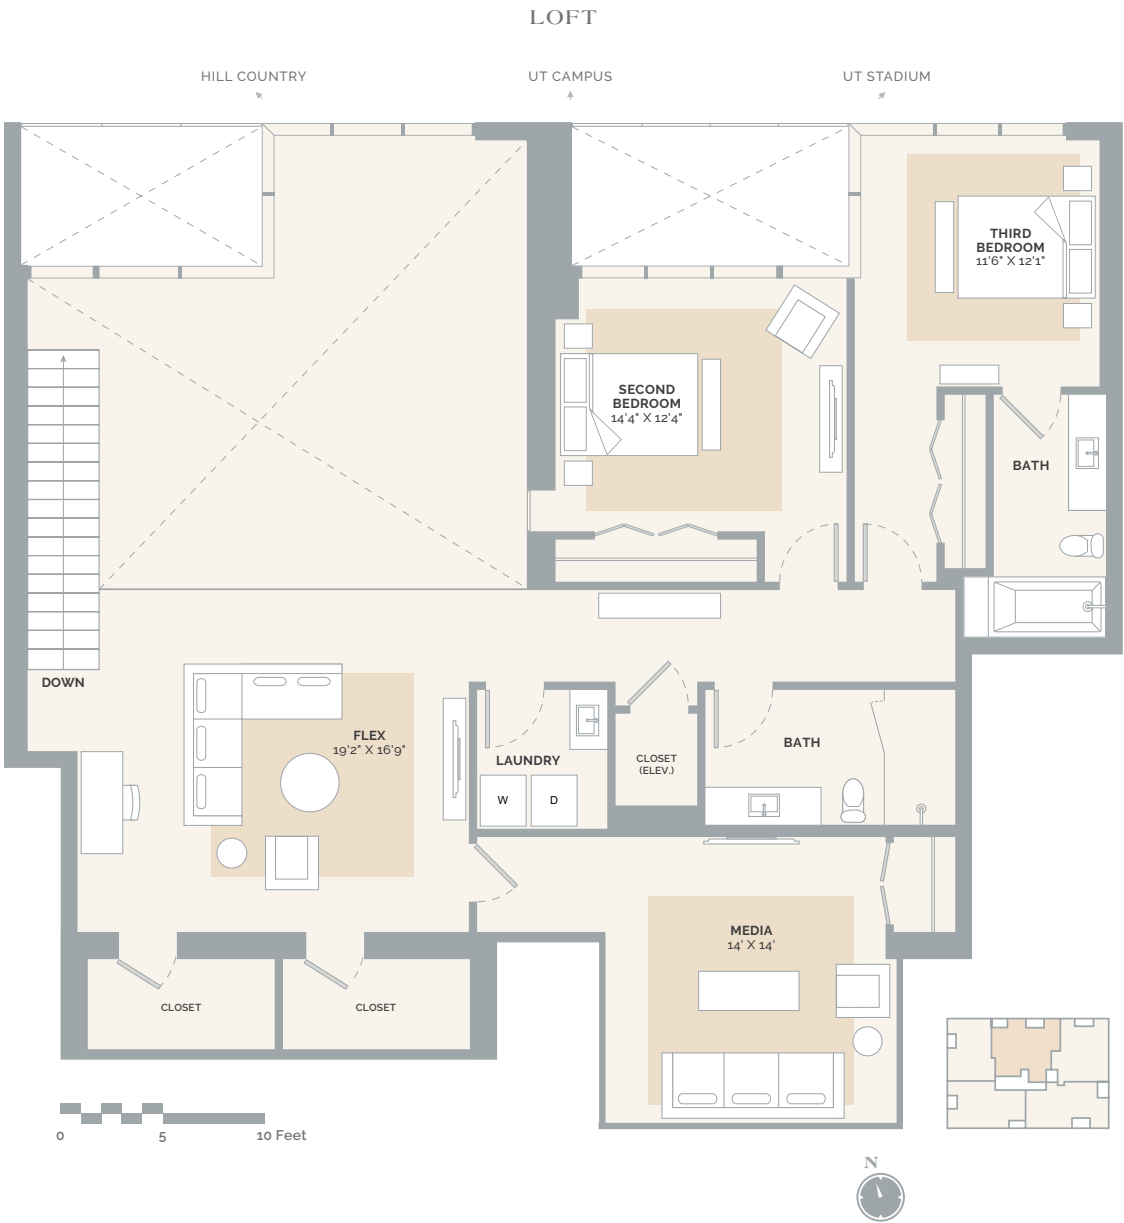 LOFT
HILL COUNTRY
UT CAMPUS
UT STADIUM
THIRD
BEDROOM
11'6" X 12'1"
SECOND
BEDROOM
14'4" X 12'4"
BATH
DOWN
FLEX
19'2" X 16'9"
LAUNDRY
W
D
CLOSET
(ELEV.)
BATH
MEDIA
14' X 14'
CLOSET
CLOSET
0
5
10 Feet
N